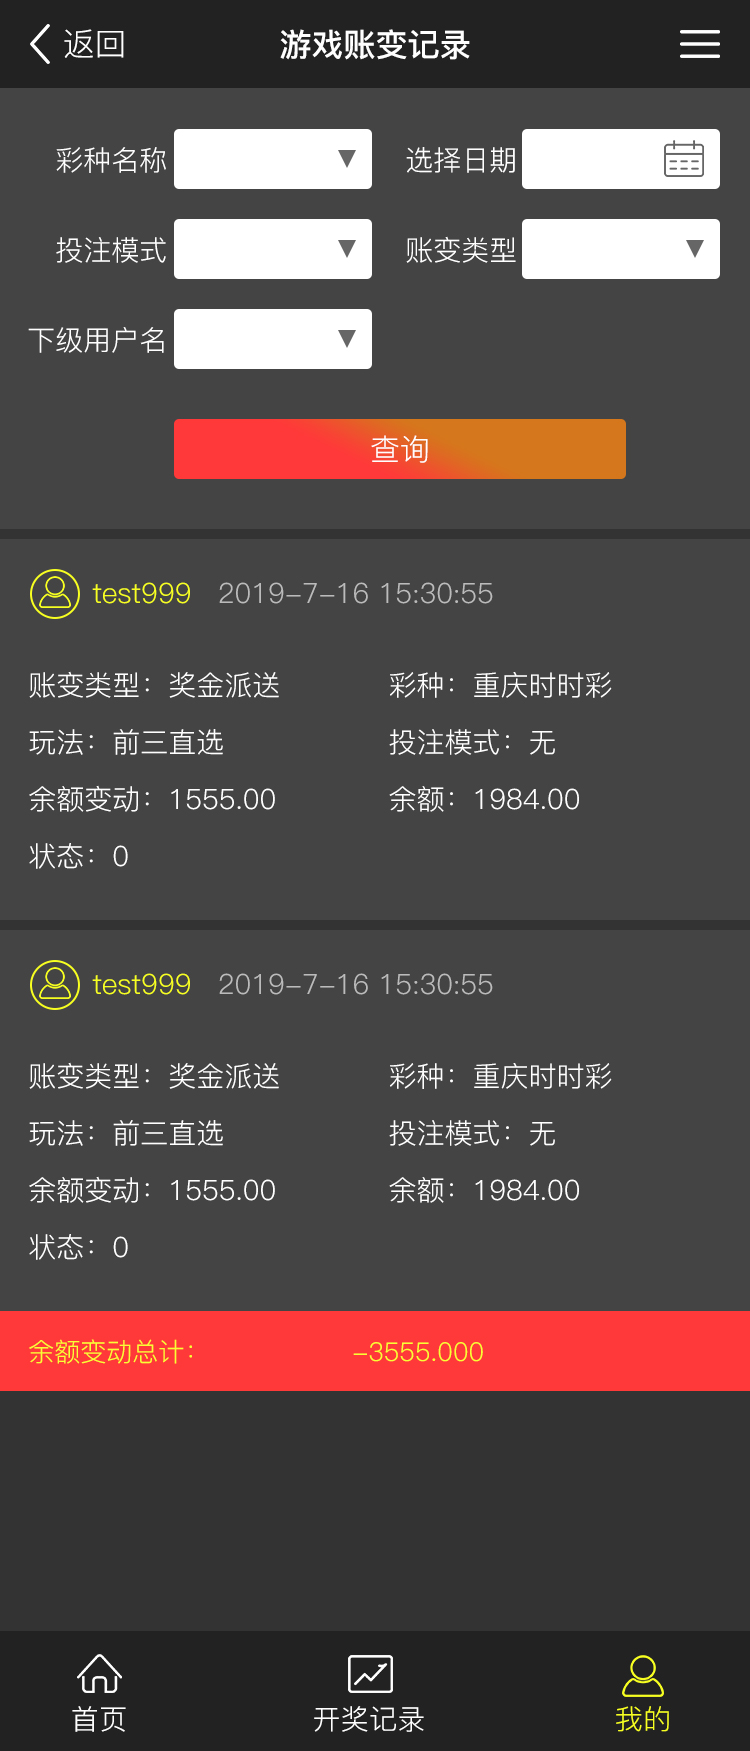 返回 游戏账变记录
彩种名称 选择日期
投注模式 账变类型
下级用户名
查询
test999 2019-7-16 15:30:55
账变类型：奖金派送 彩种：重庆时时彩
玩法：前三直选 投注模式：无
余额变动：1555.00 余额：1984.00
状态：0
test999 2019-7-16 15:30:55
账变类型：奖金派送 彩种：重庆时时彩
玩法：前三直选 投注模式：无
余额变动：1555.00 余额：1984.00
状态：0
余额变动总计： -3555.000
首页 开奖记录 我的